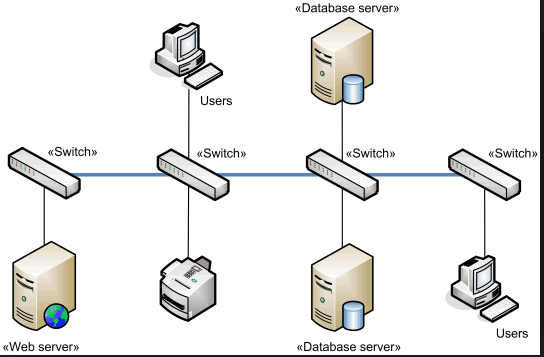 «Database server»
Users
«Switch»
«Switch»
«Switch»
«Switch»
«Web server»
«Database server»
Users